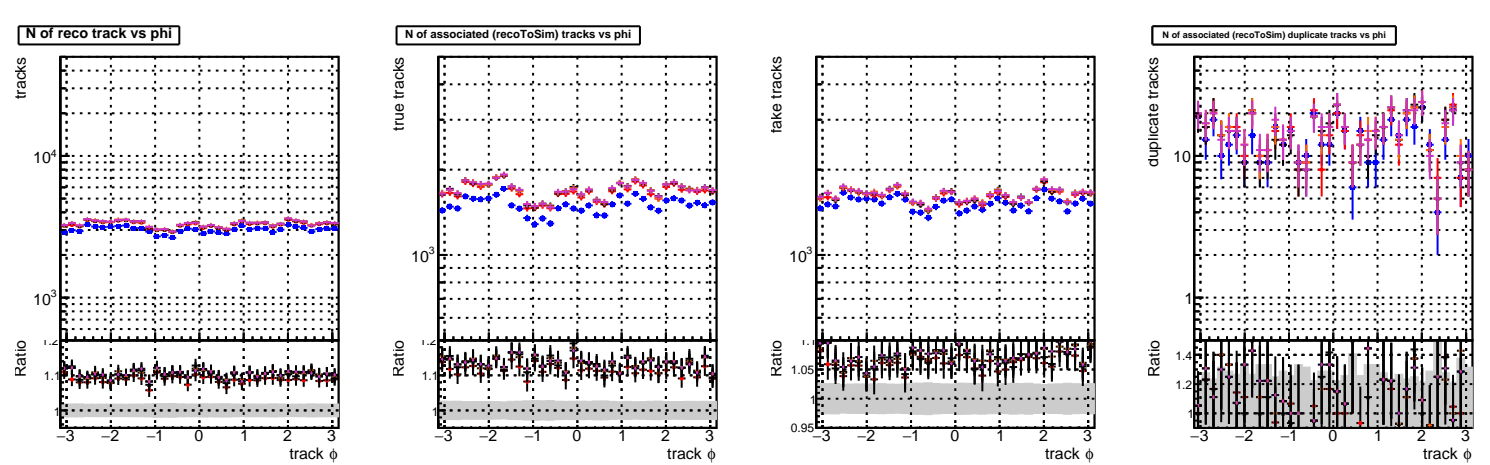 N of reco track vs phi
tracks
10^4
10^3
Ratio
1.2
1.1
1
−3 −2 −1 0 1 2 3
track ϕ
N of associated (recoToSim) tracks vs phi
true tracks
10^3
Ratio
1.2
1.1
1
−3 −2 −1 0 1 2 3
track ϕ
fake tracks
10^3
Ratio
1.05
1
0.95
−3 −2 −1 0 1 2 3
track ϕ
N of associated (recoToSim) duplicate tracks vs phi
duplicate tracks
10
1
Ratio
1.4
1.2
1
−3 −2 −1 0 1 2 3
track ϕ